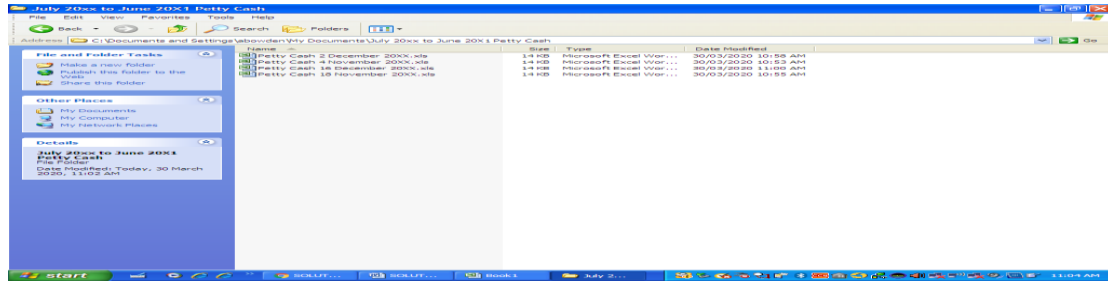 July 20xx to June 20X1 Petty Cash
File Edit View Favorites Tools Help
Back Search Folders
Address C:\Documents and Settings\abowden\My Documents\July 20xx to June 20X1 Petty Cash Go
Name Size Type Date Modified
Petty Cash 2 December 20XX.xls 14 KB Microsoft Excel Wor... 30/03/2020 10:58 AM
Petty Cash 4 November 20XX.xls 14 KB Microsoft Excel Wor... 30/03/2020 10:53 AM
Petty Cash 16 December 20XX.xls 14 KB Microsoft Excel Wor... 30/03/2020 11:00 AM
Petty Cash 18 November 20XX.xls 14 KB Microsoft Excel Wor... 30/03/2020 10:55 AM
File and Folder Tasks
Make a new folder
Publish this folder to the
Web
Share this folder
Other Places
My Documents
My Computer
My Network Places
Details
July 20xx to June 20X1
Petty Cash
File Folder
Date Modified: Today, 30 March
2020, 11:02 AM
start SOLUT... SOLUT... Book1 July 2... 11:04 AM